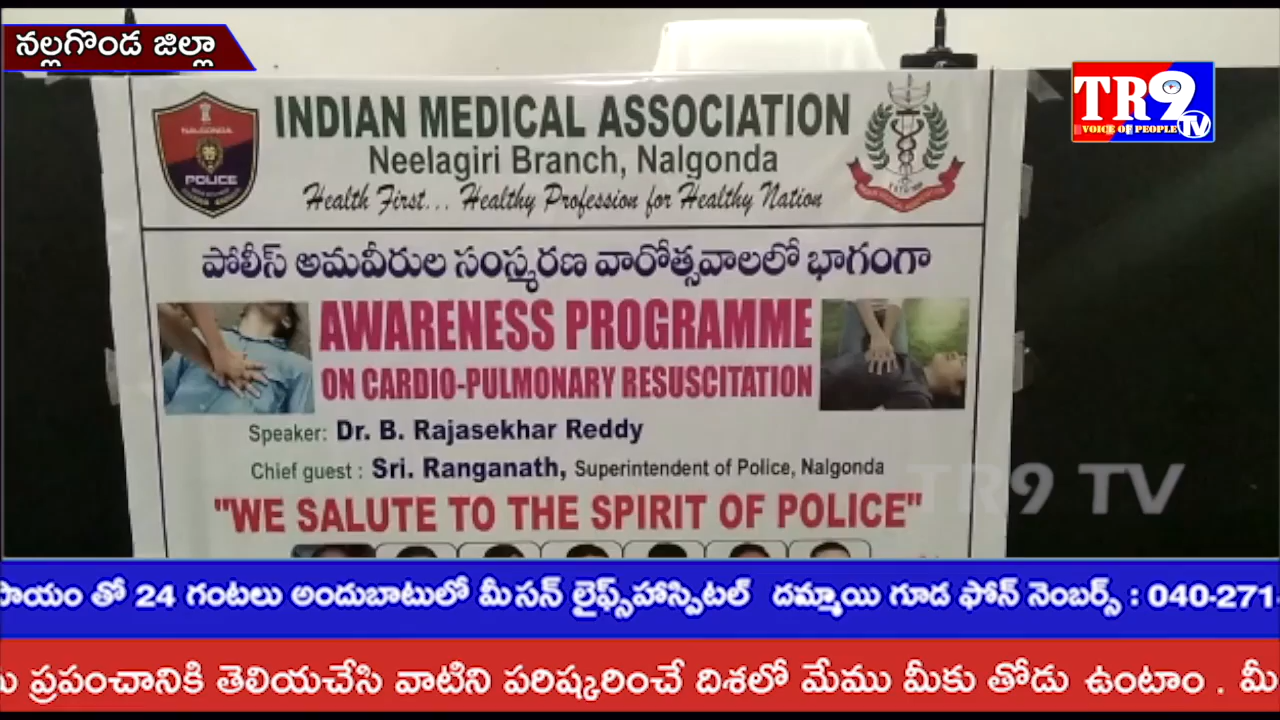 నల్లగొండ జిల్లా
TR9
VOICE OF PEOPLE
TV
NALGONDA
POLICE
INDIAN MEDICAL ASSOCIATION
Neelagiri Branch, Nalgonda
Health First... Healthy Profession for Healthy Nation
పోలీస్ అమవీరుల సంస్మరణ వారోత్సవాలలో భాగంగా
AWARENESS PROGRAMME
ON CARDIO-PULMONARY RESUSCITATION
Speaker: Dr. B. Rajasekhar Reddy
Chief guest : Sri. Ranganath, Superintendent of Police, Nalgonda
TR9 TV
"WE SALUTE TO THE SPIRIT OF POLICE"
తో 24 గంటలు అందుబాటులో మీ సన్ లైఫ్స్‌హాస్పిటల్ దమ్మాయి గూడ ఫోన్ నెంబర్స్ : 040-271
ప్రపంచానికి తెలియచేసి వాటిని పరిష్కరించే దిశలో మేము మీకు తోడు ఉంటాం . మీ